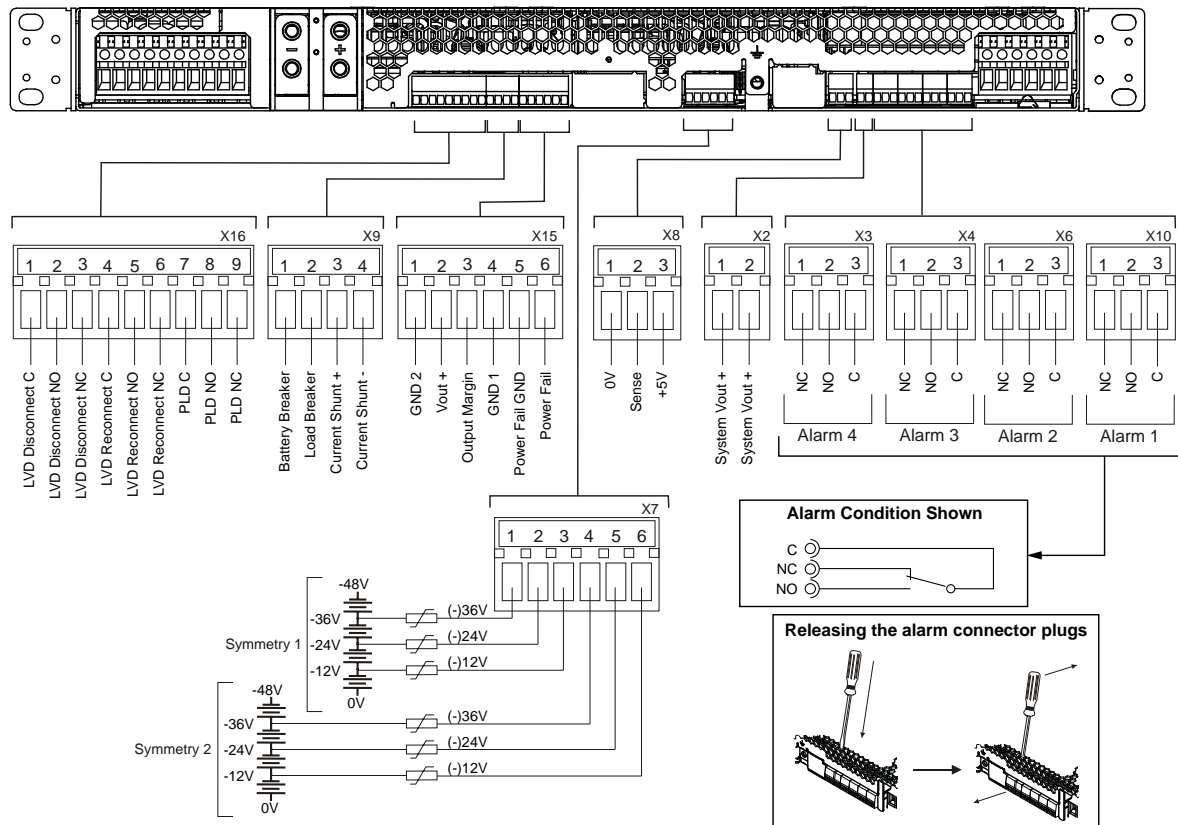 − +
X16
1 2 3 4 5 6 7 8 9
LVD Disconnect C
LVD Disconnect NO
LVD Disconnect NC
LVD Reconnect C
LVD Reconnect NO
LVD Reconnect NC
PLD C
PLD NO
PLD NC
X9
1 2 3 4
Battery Breaker
Load Breaker
Current Shunt +
Current Shunt -
X15
1 2 3 4 5 6
GND 2
Vout +
Output Margin
GND 1
Power Fail GND
Power Fail
X8
1 2 3
0V
Sense
+5V
X2
1 2
System Vout +
System Vout +
X3
1 2 3
NC
NO
C
Alarm 4
X4
1 2 3
NC
NO
C
Alarm 3
X6
1 2 3
NC
NO
C
Alarm 2
X10
1 2 3
NC
NO
C
Alarm 1
X7
1 2 3 4 5 6
Symmetry 1
-48V
-36V
-24V
-12V
0V
(-)36V
(-)24V
(-)12V
Symmetry 2
-48V
-36V
-24V
-12V
0V
(-)36V
(-)24V
(-)12V
Alarm Condition Shown
C
NC
NO
Releasing the alarm connector plugs